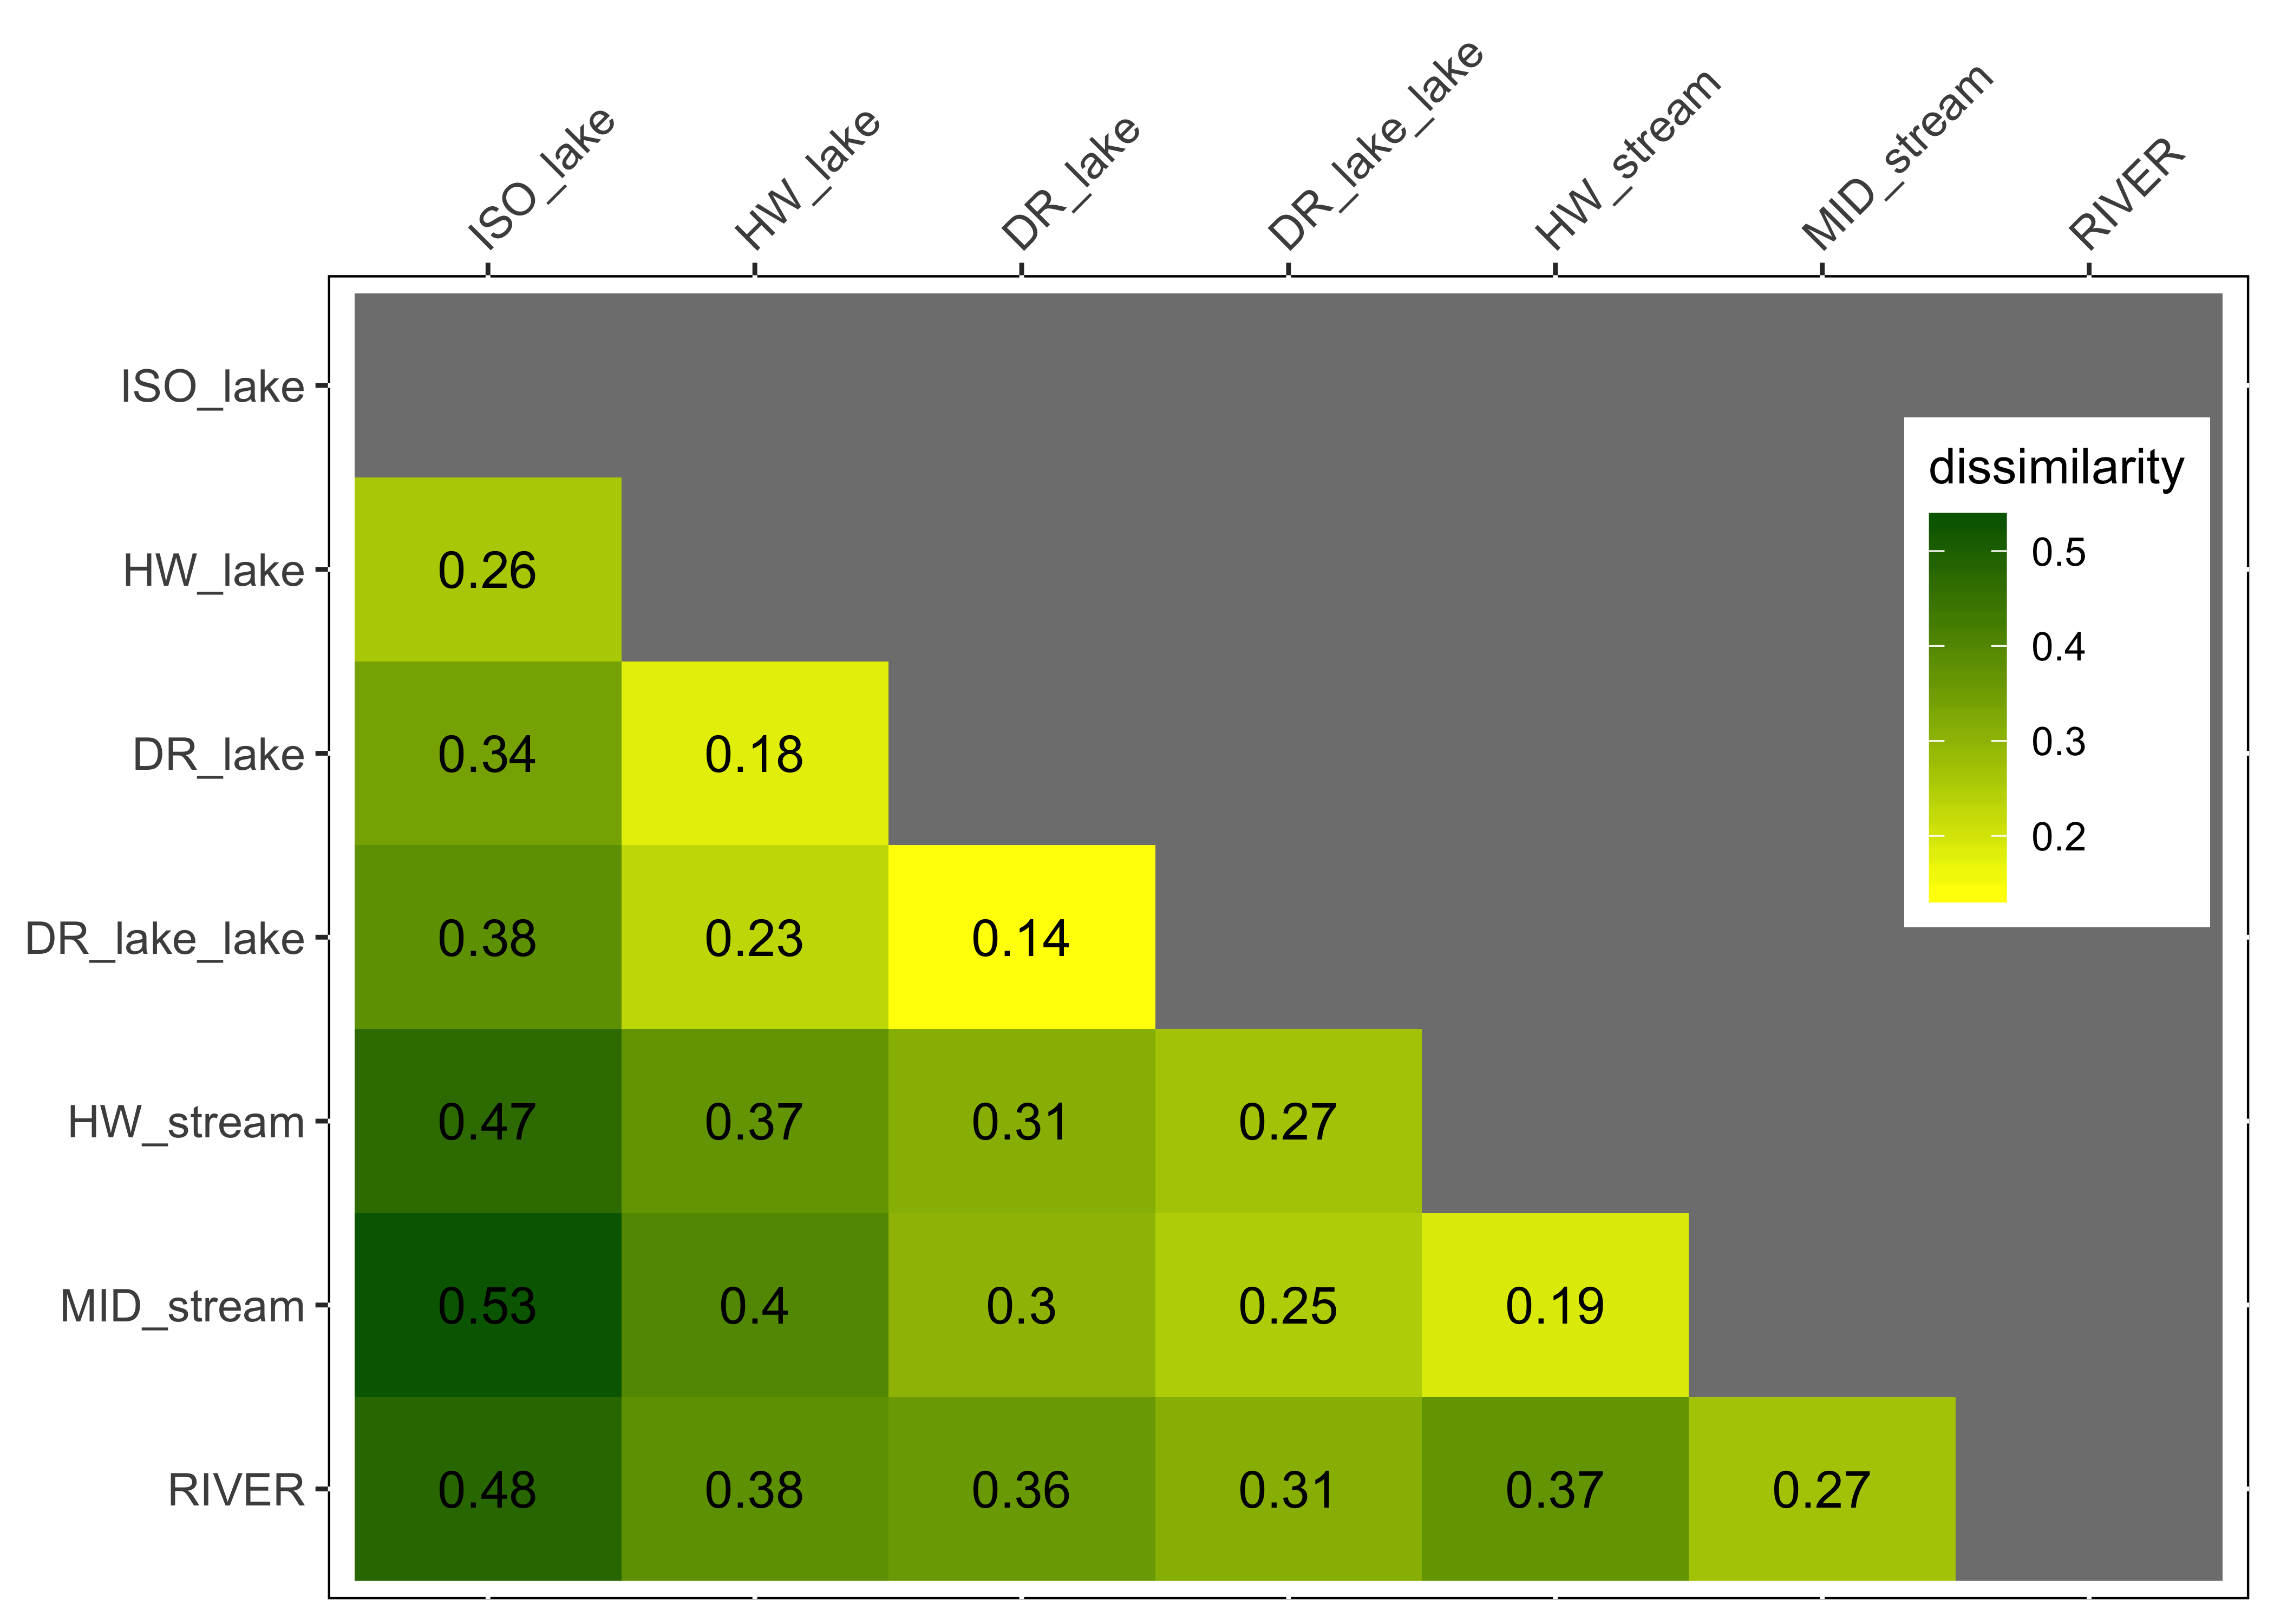 ISO_lake HW_lake DR_lake DR_lake_lake HW_stream MID_stream RIVER
ISO_lake
dissimilarity
0.5
0.4
0.3
0.2
HW_lake 0.26
DR_lake 0.34 0.18
DR_lake_lake 0.38 0.23 0.14
HW_stream 0.47 0.37 0.31 0.27
MID_stream 0.53 0.4 0.3 0.25 0.19
RIVER 0.48 0.38 0.36 0.31 0.37 0.27